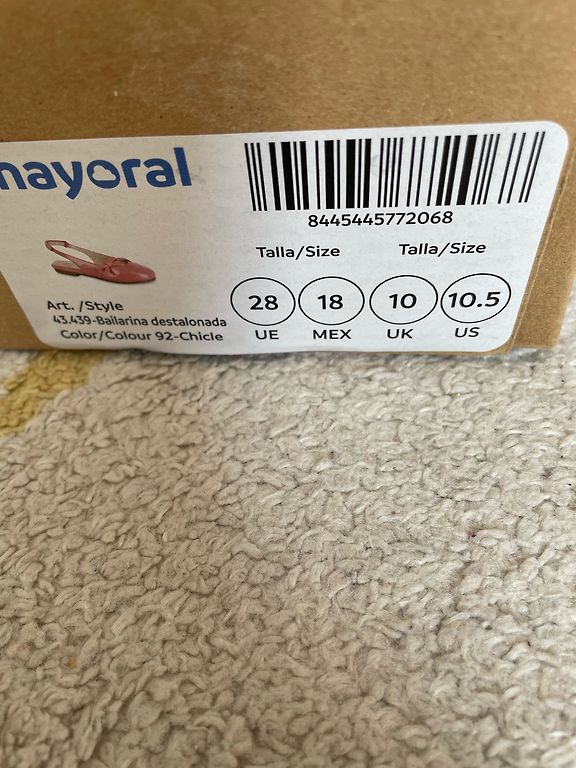 mayoral
8445445772068
Talla/Size Talla/Size
28 18 10 10.5
UE MEX UK US
Art. /Style
43.439-Bailarina destalonada
Color/Colour 92-Chicle